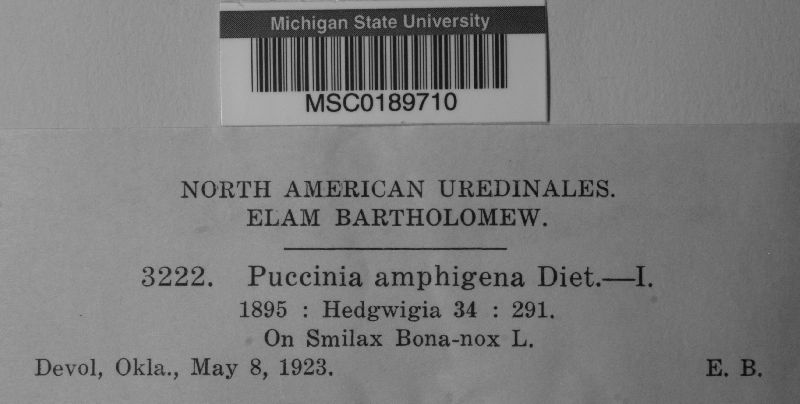 Michigan State University
MSC0189710
NORTH AMERICAN UREDINALES.
ELAM BARTHOLOMEW.
3222. Puccinia amphigena Diet.—I.
1895 : Hedgwigia 34 : 291.
On Smilax Bona-nox L.
Devol, Okla., May 8, 1923. E. B.